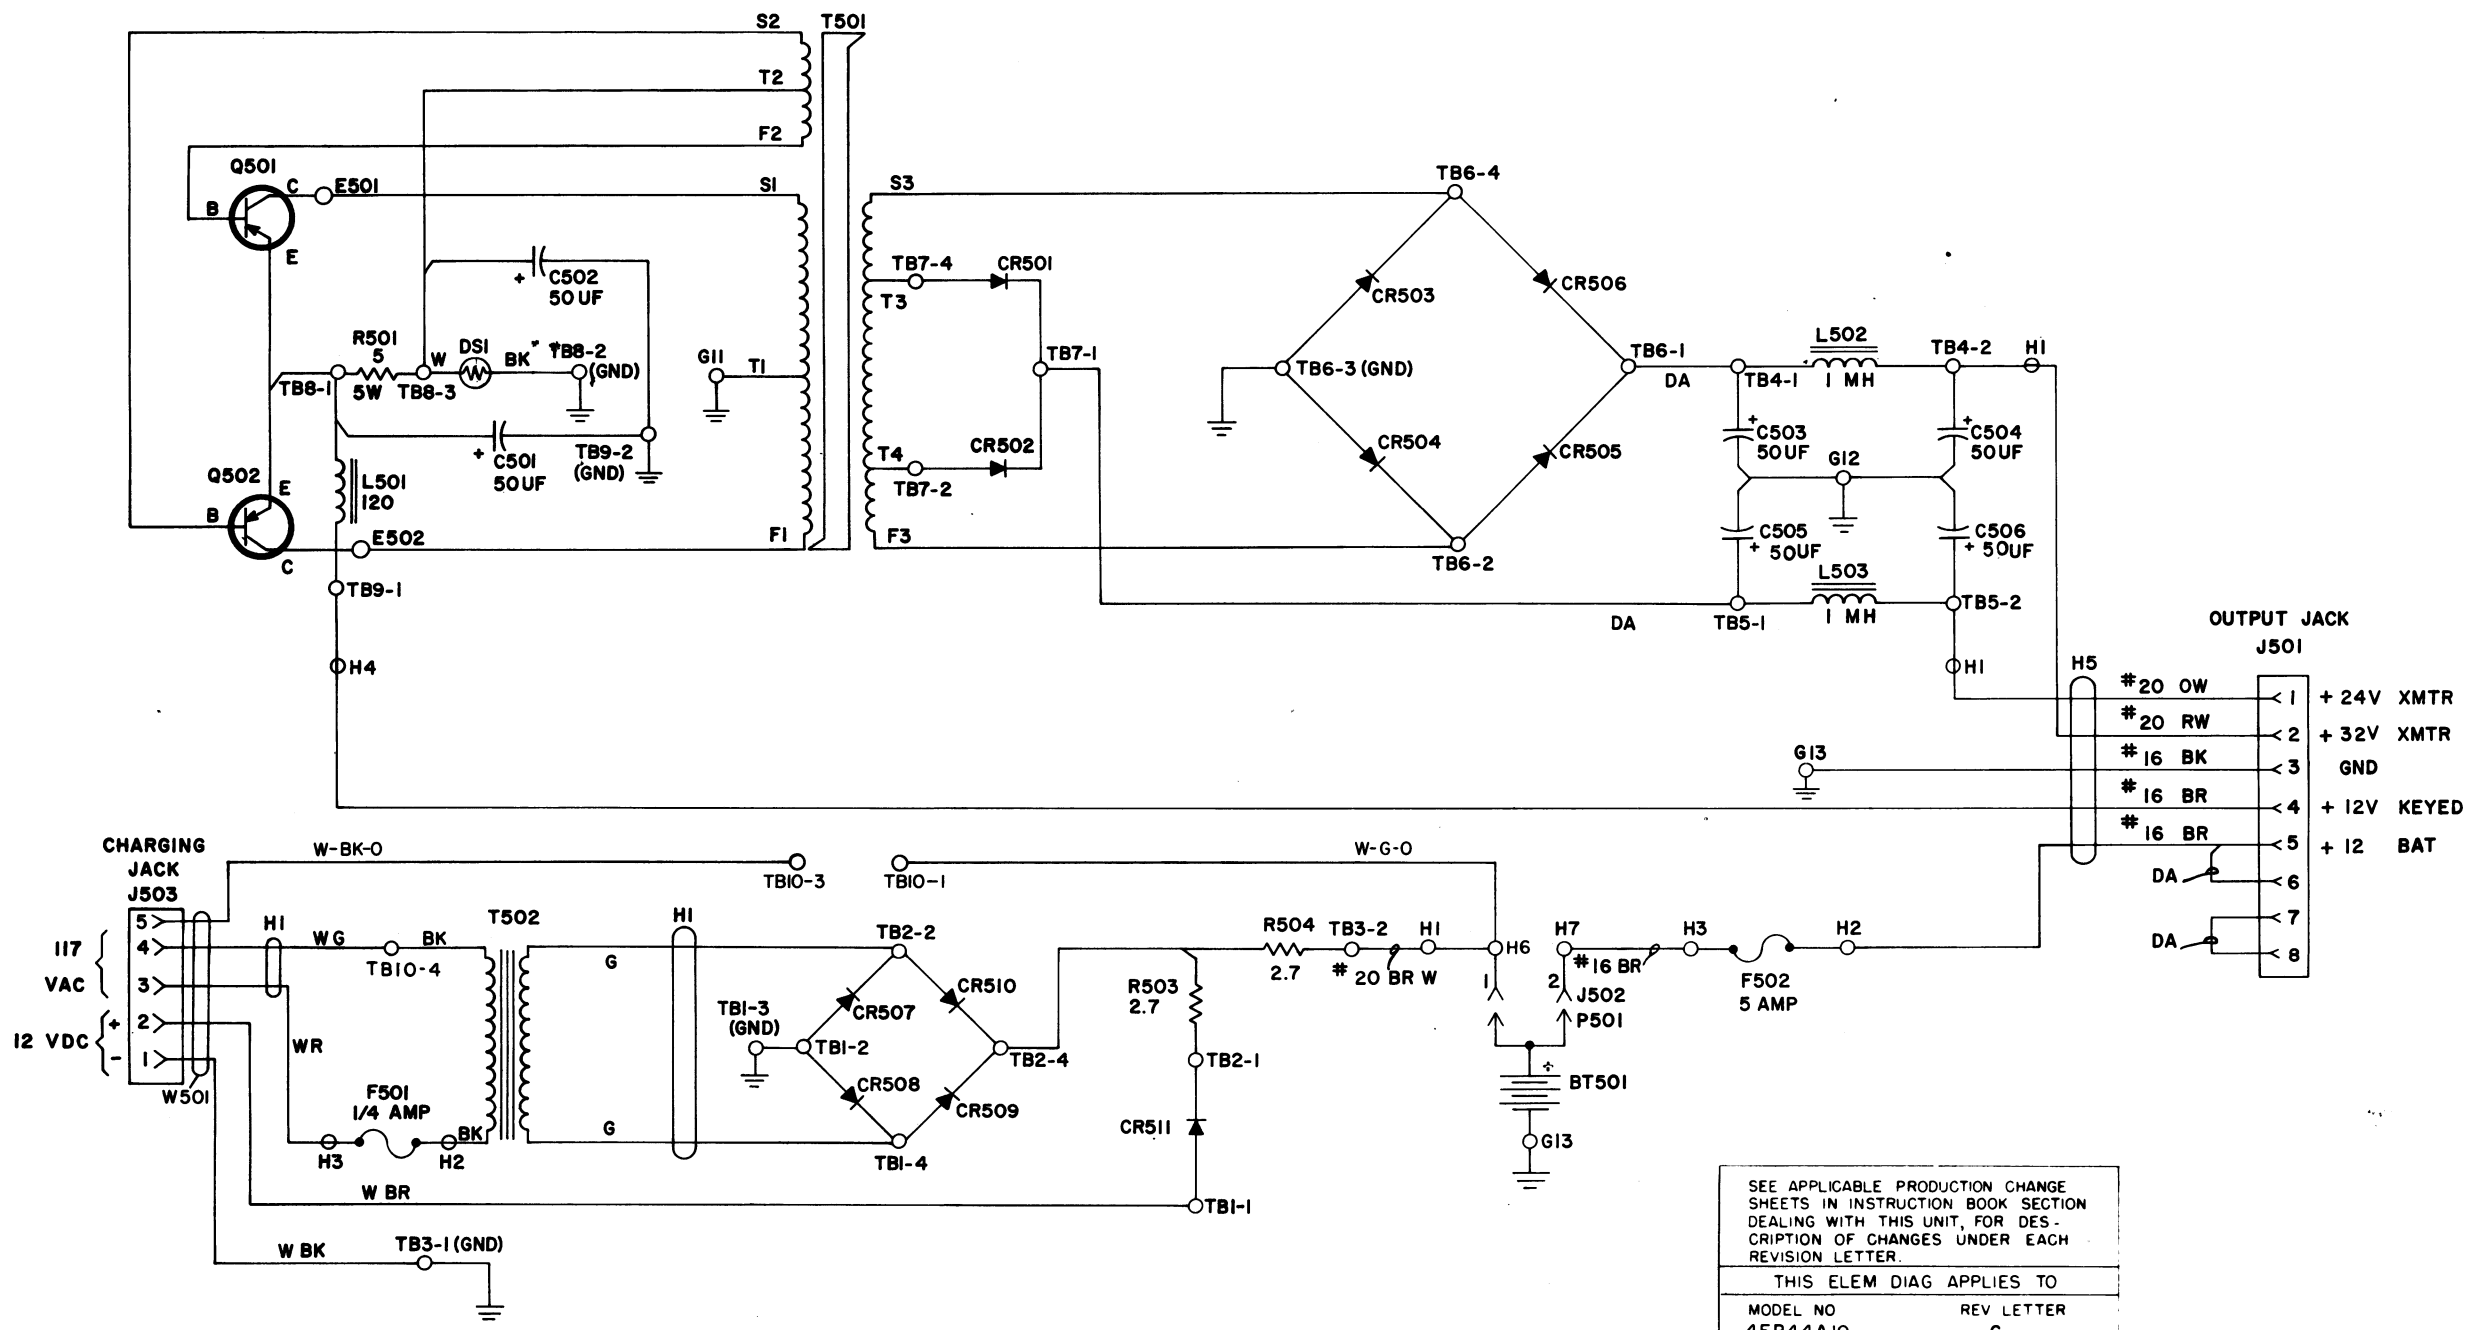 S2 T501
T2
F2
Q501
C E501 S1 S3 TB6-4
B
E
+ C502
50 UF
TB7-4 CR501
T3
CR503 CR506
R501
5
5W
W DS1 BK TB8-2
(GND)
G11 T1
TB7-1
TB6-3 (GND)
TB6-1
DA
TB4-1
L502
1 MH
TB4-2 H1
TB8-1 TB8-3
+ C501
50UF
TB9-2
(GND)
CR502
T4
TB7-2
CR504 CR505
+ C503
50UF
G12
+ C504
50UF
Q502 E
B
C
L501
120
E502 F1 F3
TB6-2
C505
+ 50UF
C506
+ 50UF
L503
1 MH
TB9-1
DA TB5-1 TB5-2
H4
H1
OUTPUT JACK
J501
H5
#20 OW 1 + 24V XMTR
#20 RW 2 + 32V XMTR
G13 #16 BK 3 GND
#16 BR 4 + 12V KEYED
#16 BR 5 + 12 BAT
DA 6
7
DA 8
CHARGING
JACK
J503
W-BK-O TB10-3 TB10-1 W-G-O
5
4
3
2
1
117
VAC
12 VDC
+
-
W501
H1 WG BK
TB10-4
T502
H1
G
TB2-2
CR507 CR510
TB1-3
(GND)
TB1-2
TB2-4
CR508 CR509
TB1-4
G
WR
F501
1/4 AMP
H3 H2 BK
R504
2.7
TB3-2 H1
#20 BR W
H6 H7
#16 BR
H3 H2
F502
5 AMP
R503
2.7
1 2 J502
P501
TB2-1
CR511
TB1-1
+
BT501
G13
W BR
W BK
TB3-1 (GND)
SEE APPLICABLE PRODUCTION CHANGE
SHEETS IN INSTRUCTION BOOK SECTION
DEALING WITH THIS UNIT, FOR DES-
CRIPTION OF CHANGES UNDER EACH
REVISION LETTER.
THIS ELEM DIAG APPLIES TO
MODEL NO REV LETTER